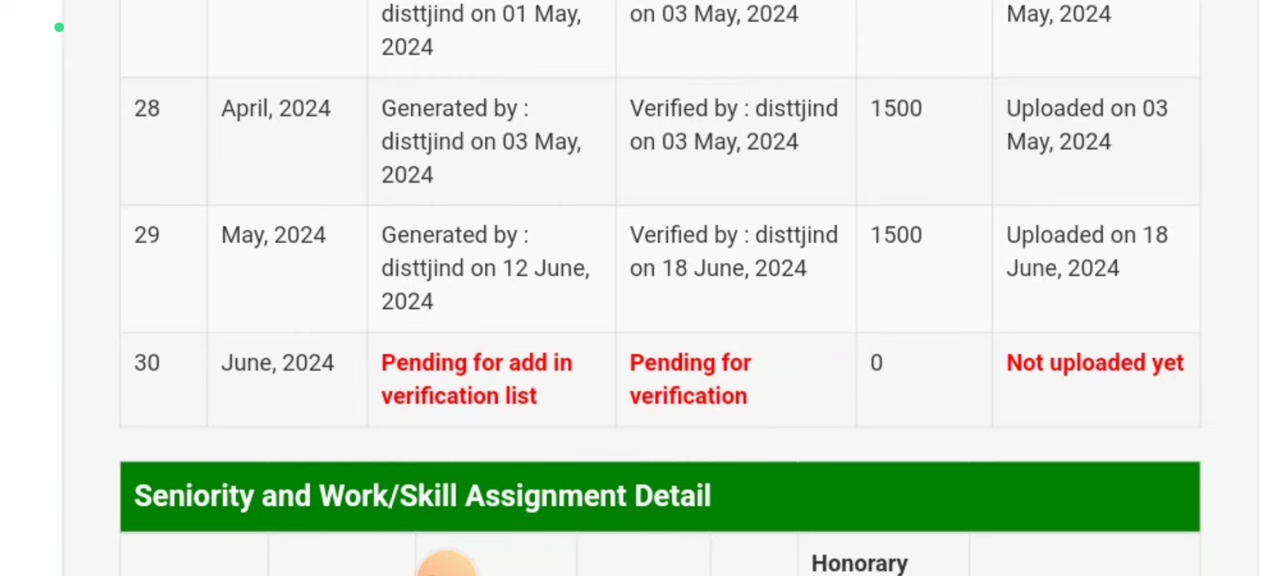 disttjind on 01 May, 2024
on 03 May, 2024
May, 2024
28
April, 2024
Generated by :
disttjind on 03 May,
2024
Verified by : disttjind
on 03 May, 2024
1500
Uploaded on 03
May, 2024
29
May, 2024
Generated by :
disttjind on 12 June,
2024
Verified by : disttjind
on 18 June, 2024
1500
Uploaded on 18
June, 2024
30
June, 2024
Pending for add in
verification list
Pending for
verification
0
Not uploaded yet
Seniority and Work/Skill Assignment Detail
Honorary